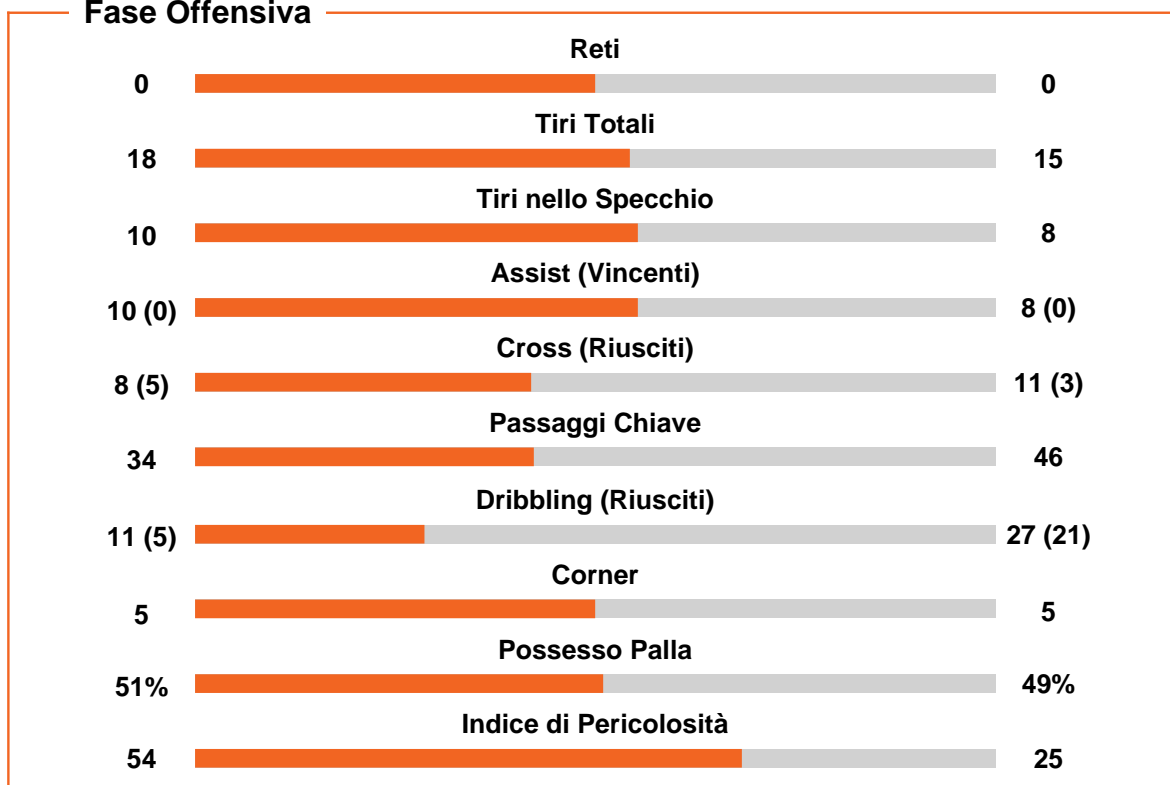 Fase Offensiva
Reti
0 0
Tiri Totali
18 15
Tiri nello Specchio
10 8
Assist (Vincenti)
10 (0) 8 (0)
Cross (Riusciti)
8 (5) 11 (3)
Passaggi Chiave
34 46
Dribbling (Riusciti)
11 (5) 27 (21)
Corner
5 5
Possesso Palla
51% 49%
Indice di Pericolosità
54 25